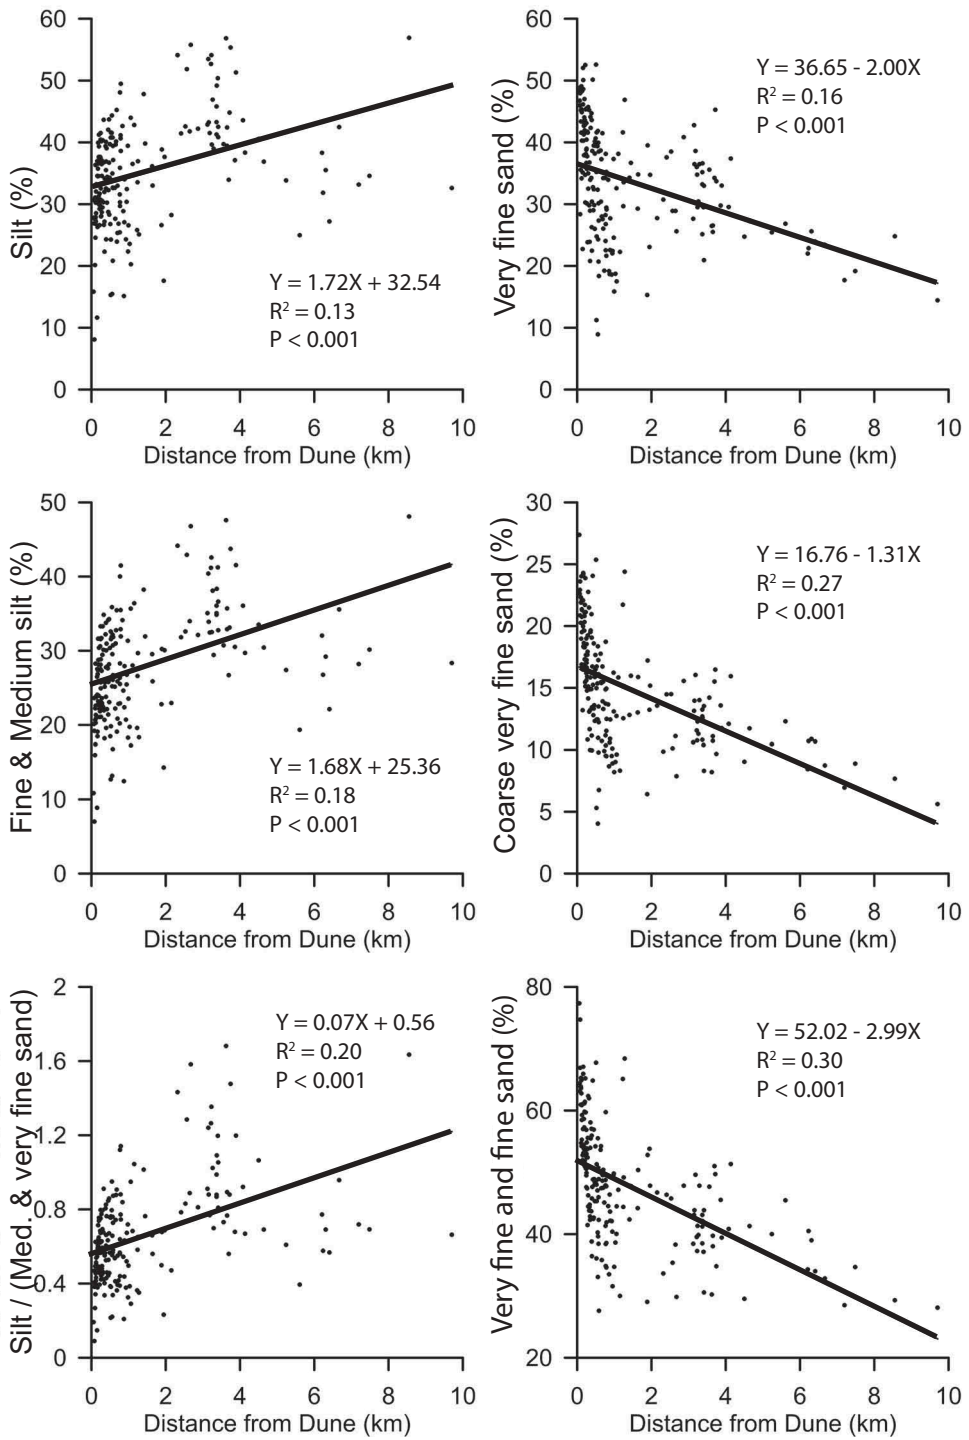 60
50
40
30
20
10
0
Silt (%)
Y = 1.72X + 32.54
R² = 0.13
P < 0.001
0 2 4 6 8 10
Distance from Dune (km)
60
50
40
30
20
10
0
Very fine sand (%)
Y = 36.65 - 2.00X
R² = 0.16
P < 0.001
0 2 4 6 8 10
Distance from Dune (km)
50
40
30
20
10
0
Fine & Medium silt (%)
Y = 1.68X + 25.36
R² = 0.18
P < 0.001
0 2 4 6 8 10
Distance from Dune (km)
30
25
20
15
10
5
0
Coarse very fine sand (%)
Y = 16.76 - 1.31X
R² = 0.27
P < 0.001
0 2 4 6 8 10
Distance from Dune (km)
2
1.6
1.2
0.8
0.4
0
Silt / (Med. & very fine sand)
Y = 0.07X + 0.56
R² = 0.20
P < 0.001
0 2 4 6 8 10
Distance from Dune (km)
80
60
40
20
Very fine and fine sand (%)
Y = 52.02 - 2.99X
R² = 0.30
P < 0.001
0 2 4 6 8 10
Distance from Dune (km)